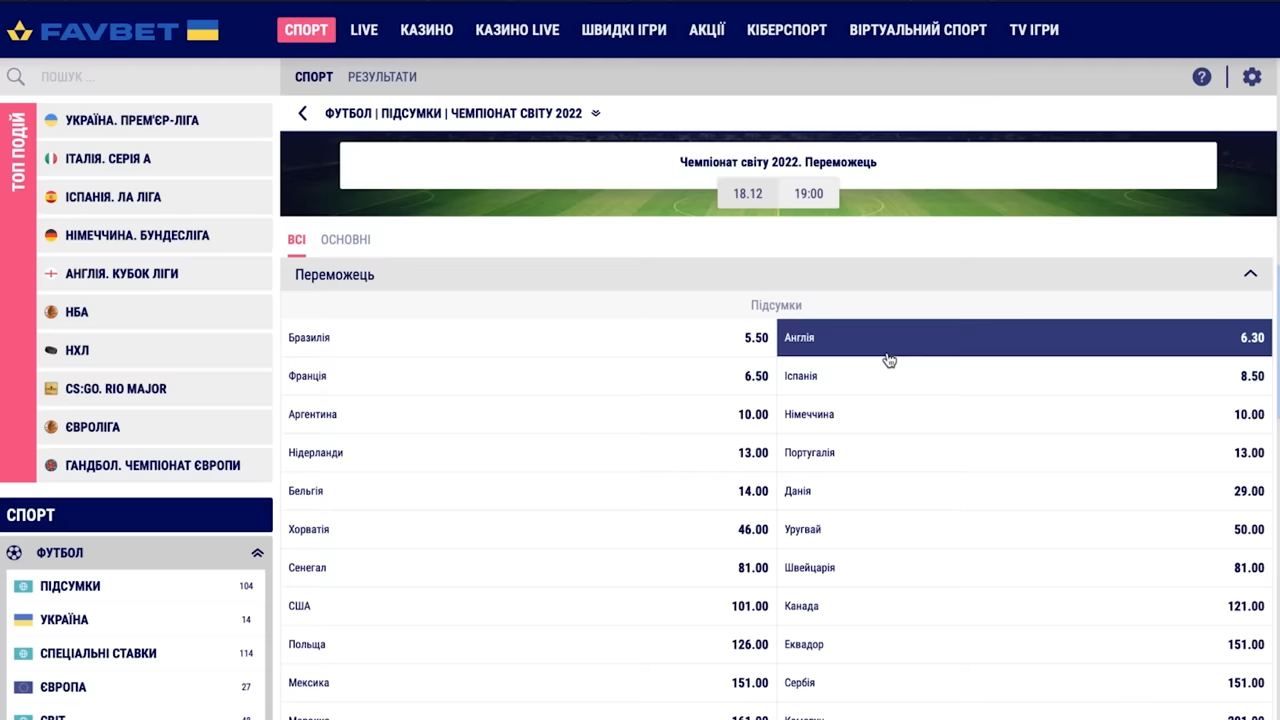 FAVBET
СПОРТ LIVE КАЗИНО КАЗИНО LIVE ШВИДКІ ІГРИ АКЦІЇ КІБЕРСПОРТ ВІРТУАЛЬНИЙ СПОРТ TV ІГРИ
ПОШУК ...
СПОРТ РЕЗУЛЬТАТИ
?
ТОП ПОДІЙ
УКРАЇНА. ПРЕМ'ЄР-ЛІГА
ІТАЛІЯ. СЕРІЯ А
ІСПАНІЯ. ЛА ЛІГА
НІМЕЧЧИНА. БУНДЕСЛІГА
АНГЛІЯ. КУБОК ЛІГИ
НБА
НХЛ
CS:GO. RIO MAJOR
ЄВРОЛІГА
ГАНДБОЛ. ЧЕМПІОНАТ ЄВРОПИ
СПОРТ
ФУТБОЛ
ПІДСУМКИ 104
УКРАЇНА 14
СПЕЦІАЛЬНІ СТАВКИ 114
ЄВРОПА 27
ФУТБОЛ | ПІДСУМКИ | ЧЕМПІОНАТ СВІТУ 2022
Чемпіонат світу 2022. Переможець
18.12 19:00
ВСІ ОСНОВНІ
Переможець
Підсумки
Бразилія 5.50 Англія 6.30
Франція 6.50 Іспанія 8.50
Аргентина 10.00 Німеччина 10.00
Нідерланди 13.00 Португалія 13.00
Бельгія 14.00 Данія 29.00
Хорватія 46.00 Уругвай 50.00
Сенегал 81.00 Швейцарія 81.00
США 101.00 Канада 121.00
Польща 126.00 Еквадор 151.00
Мексика 151.00 Сербія 151.00